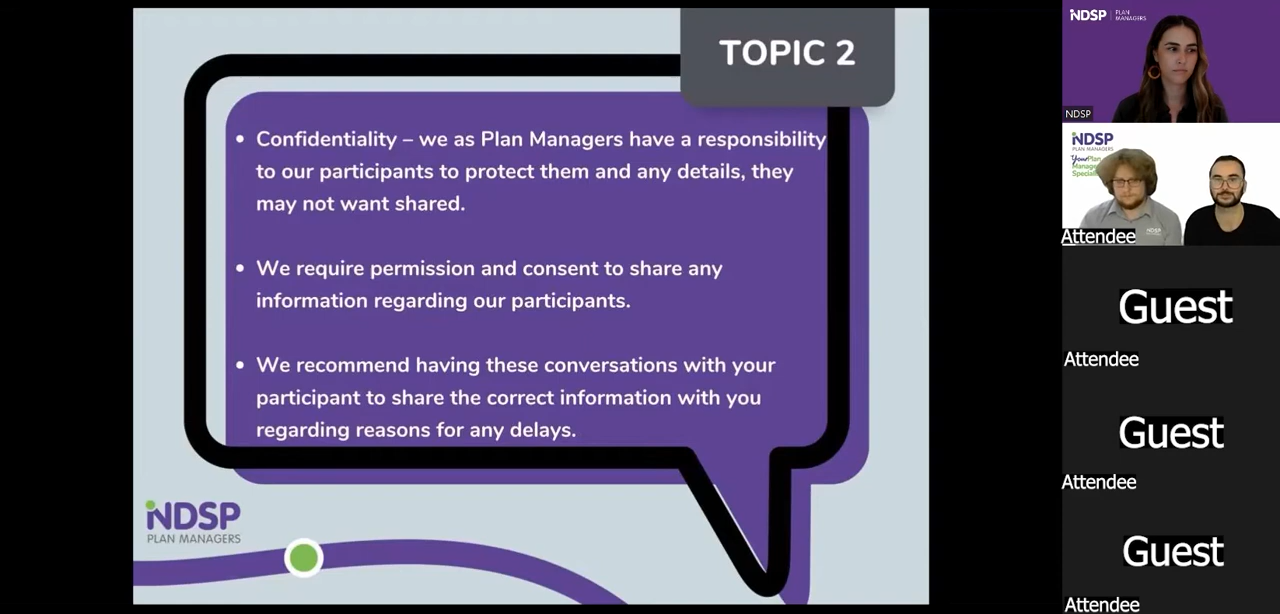 TOPIC 2
• Confidentiality – we as Plan Managers have a responsibility
to our participants to protect them and any details, they
may not want shared.
• We require permission and consent to share any
information regarding our participants.
• We recommend having these conversations with your
participant to share the correct information with you
regarding reasons for any delays.
NDSP
PLAN MANAGERS
NDSP | PLAN
MANAGERS
NDSP
NDSP
PLAN MANAGERS
Your Plan
Attendee
NDSP
Guest
Attendee
Guest
Attendee
Guest
Attendee